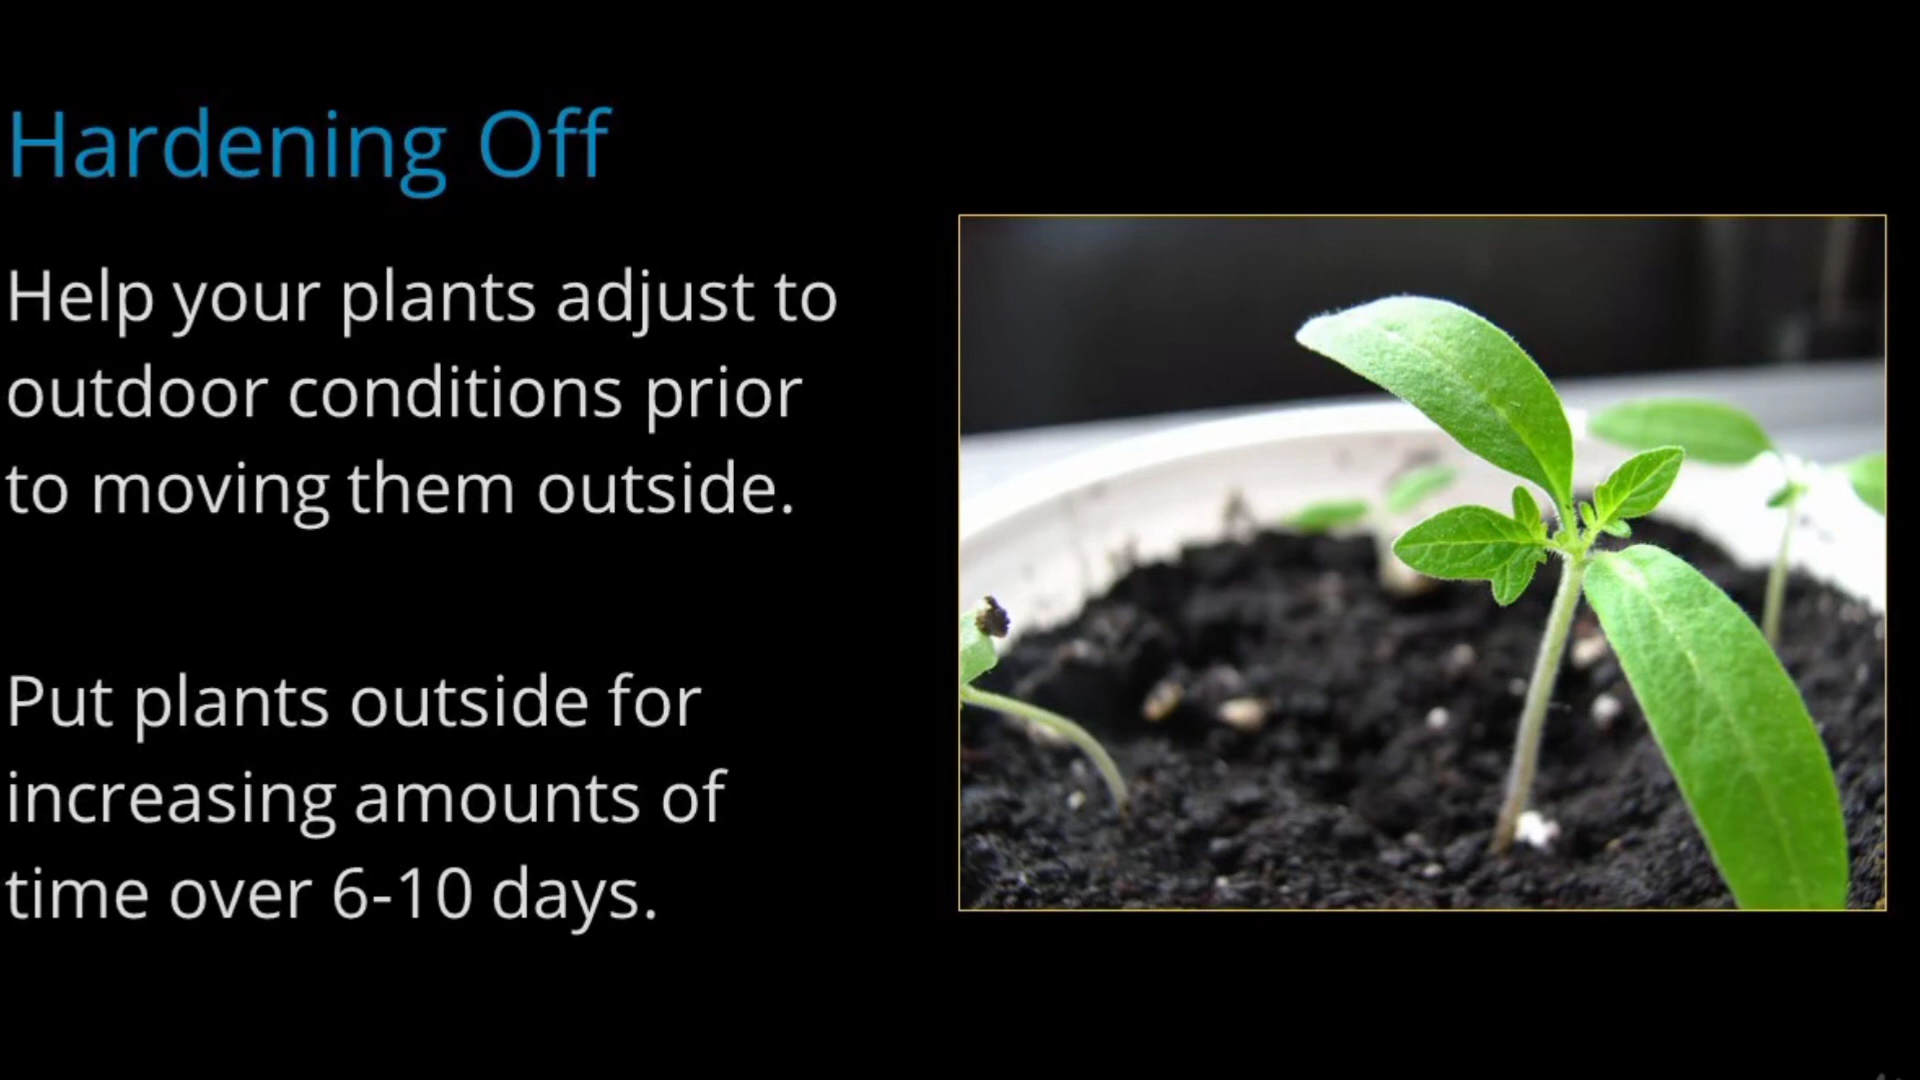 Hardening Off
Help your plants adjust to
outdoor conditions prior
to moving them outside.
Put plants outside for
increasing amounts of
time over 6-10 days.